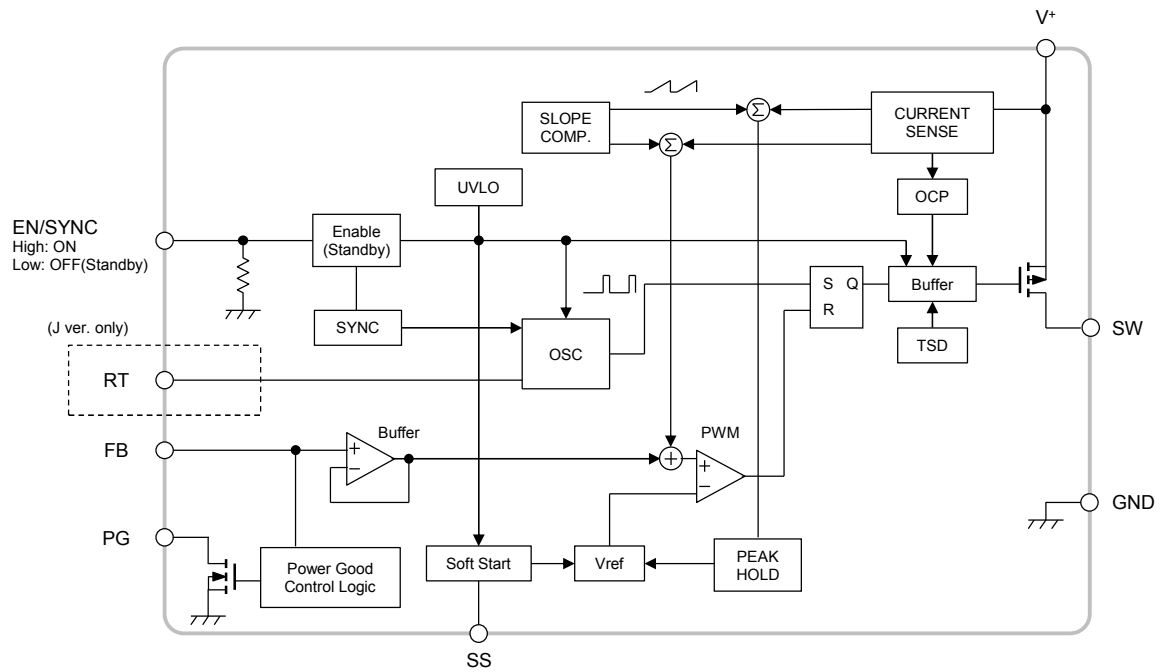 V+
SLOPE
COMP.
Σ
CURRENT
SENSE
Σ
UVLO
OCP
EN/SYNC
High: ON
Low: OFF(Standby)
Enable
(Standby)
S Q
R
Buffer
(J ver. only)
SYNC
OSC
TSD
SW
RT
FB
Buffer
+
−
+
PWM
+
−
GND
PG
Power Good
Control Logic
Soft Start
Vref
PEAK
HOLD
SS